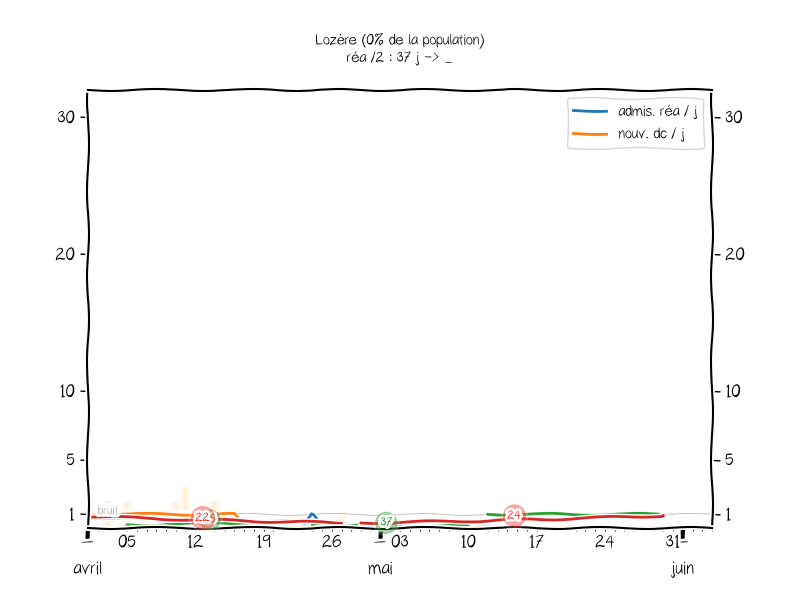 Lozère (0% de la population)
réa /2 : 37 j -> _
30
30
admis. réa / j
nouv. dc / j
20
20
10
10
5
5
1
bruit
37
24
1
05 12 19 26 03 10 17 24 31
avril mai juin